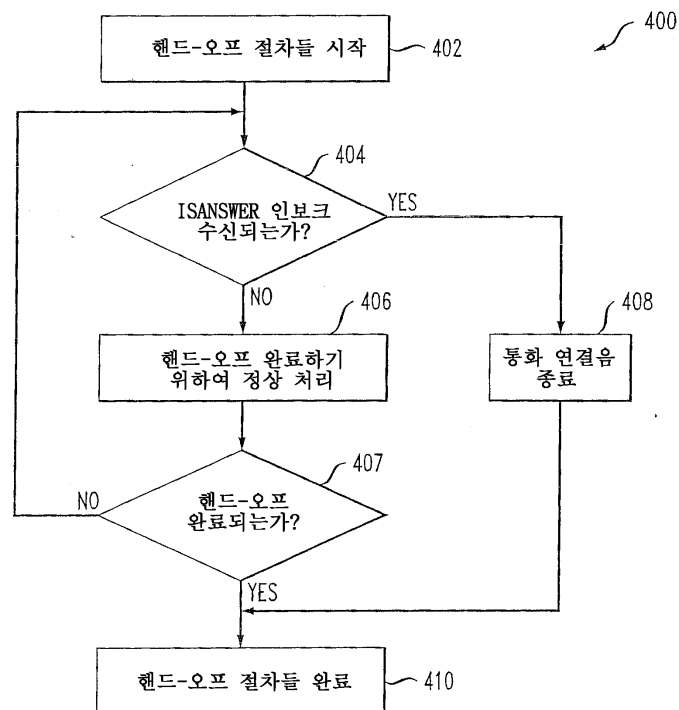 400
핸드-오프 절차들 시작
402
404
ISANSWER 인보크
수신되는가?
YES
NO
406
핸드-오프 완료하기
위하여 정상 처리
408
통화 연결음
종료
407
NO
핸드-오프
완료되는가?
YES
핸드-오프 절차들 완료
410